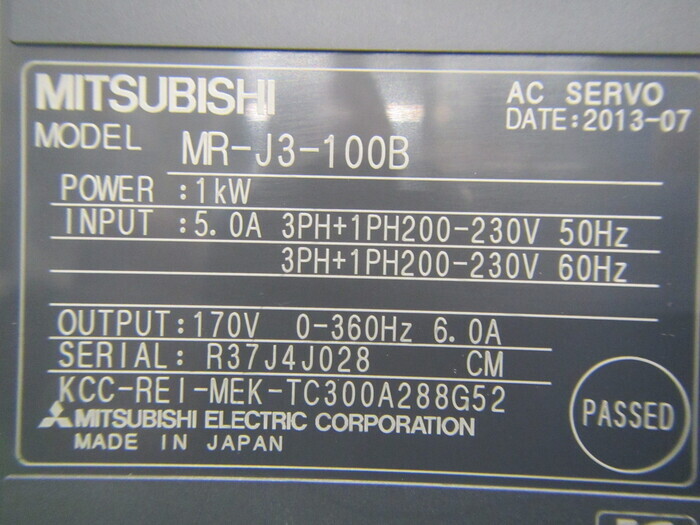 MITSUBISHI
AC SERVO
MODEL MR-J3-100B
DATE:2013-07
POWER :1kW
INPUT :5.0A 3PH+1PH200-230V 50Hz
3PH+1PH200-230V 60Hz
OUTPUT:170V 0-360Hz 6.0A
SERIAL: R37J4J028 CM
KCC-REI-MEK-TC300A288G52
MITSUBISHI ELECTRIC CORPORATION
MADE IN JAPAN
PASSED